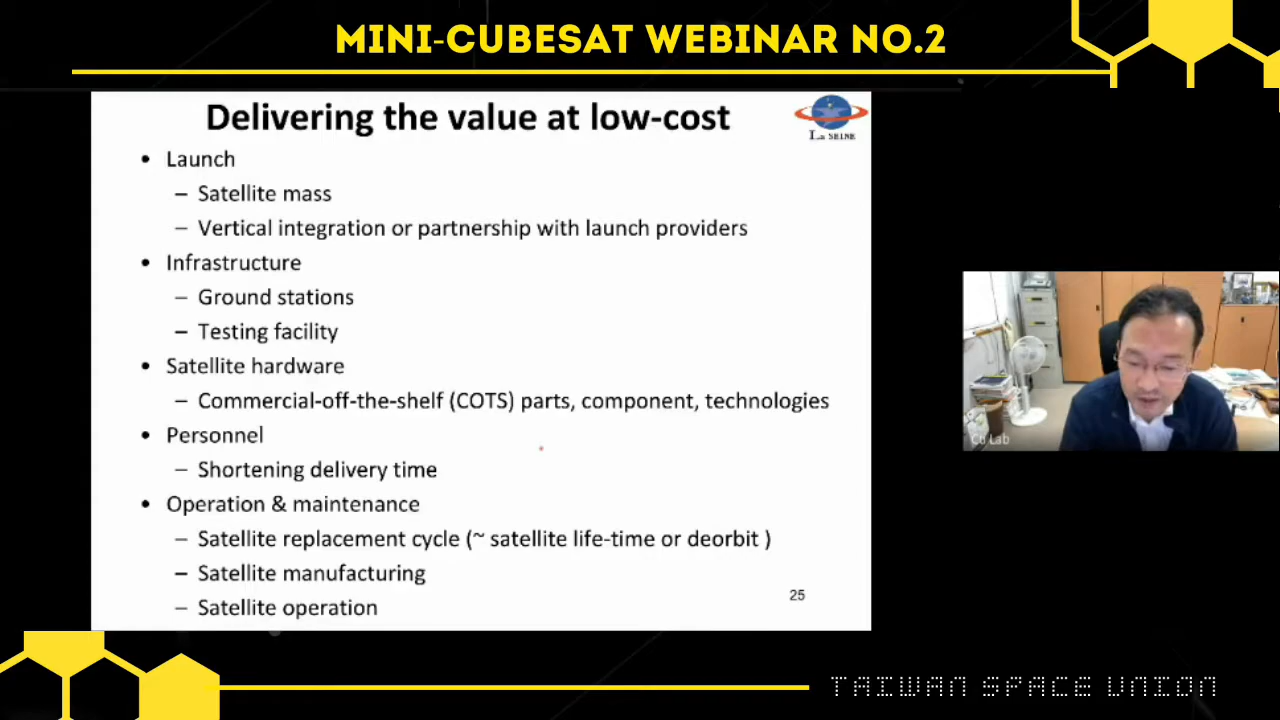 MINI-CUBESAT WEBINAR NO.2
Delivering the value at low-cost
La SEINE
• Launch
– Satellite mass
– Vertical integration or partnership with launch providers
• Infrastructure
– Ground stations
– Testing facility
• Satellite hardware
– Commercial-off-the-shelf (COTS) parts, component, technologies
• Personnel
– Shortening delivery time
• Operation & maintenance
– Satellite replacement cycle (~ satellite life-time or deorbit )
– Satellite manufacturing
– Satellite operation
25
Lab
TAIWAN SPACE UNION